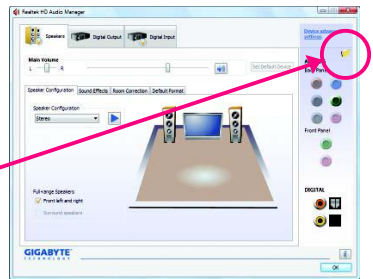 Realtek HD Audio Manager
Speakers
Digital Output
Digital Input
Device advanced settings
Main Volume
L
R
Set Default Device
Back Panel
Speaker Configuration
Sound Effects
Room Correction
Default Format
Speaker Configuration
Stereo
Front Panel
Full-range Speakers
Front left and right
Surround speakers
DIGITAL
GIGABYTE
TECHNOLOGY
OK